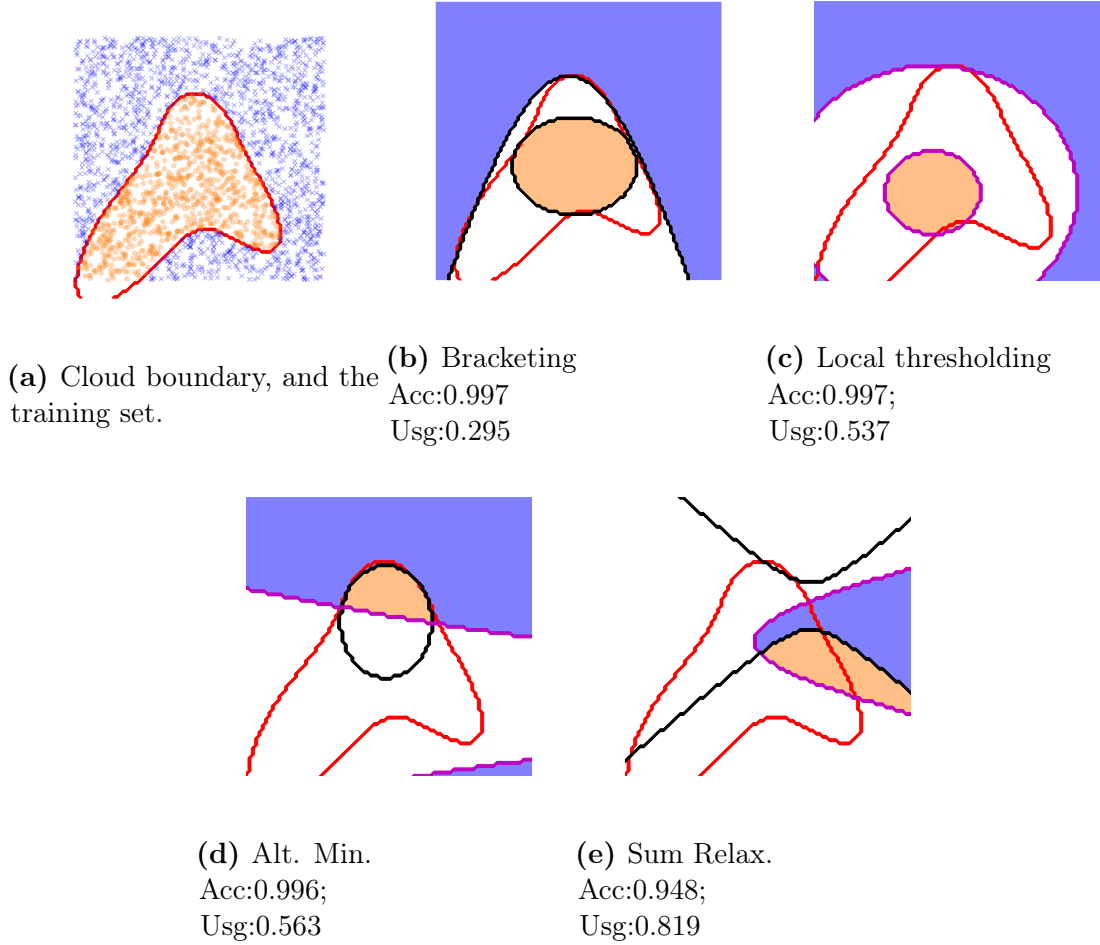 (a) Cloud boundary, and the
training set.
(b) Bracketing
Acc:0.997
Usg:0.295
(c) Local thresholding
Acc:0.997;
Usg:0.537
(d) Alt. Min.
Acc:0.996;
Usg:0.563
(e) Sum Relax.
Acc:0.948;
Usg:0.819